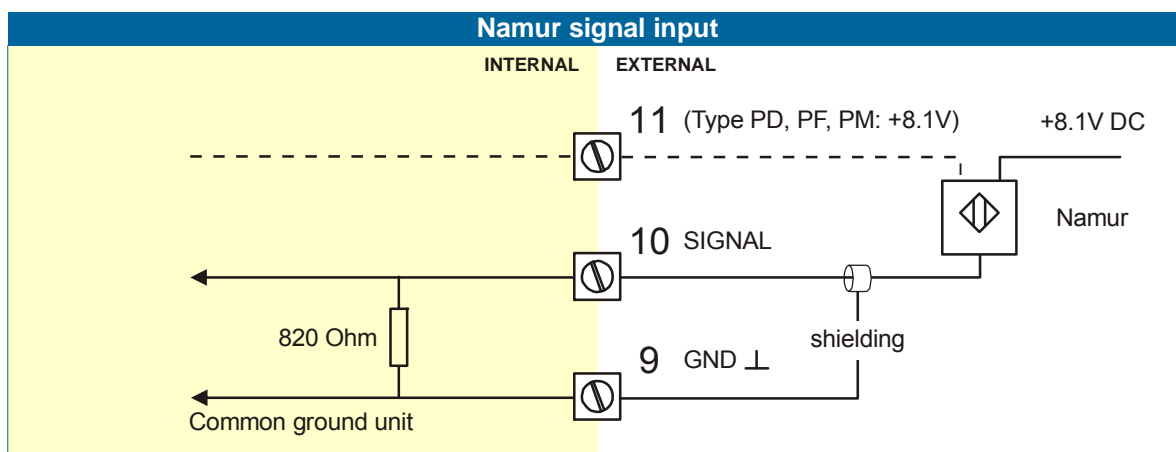 Namur signal input
INTERNAL EXTERNAL
11 (Type PD, PF, PM: +8.1V) +8.1V DC
Namur
10 SIGNAL
820 Ohm
shielding
9 GND ⊥
Common ground unit